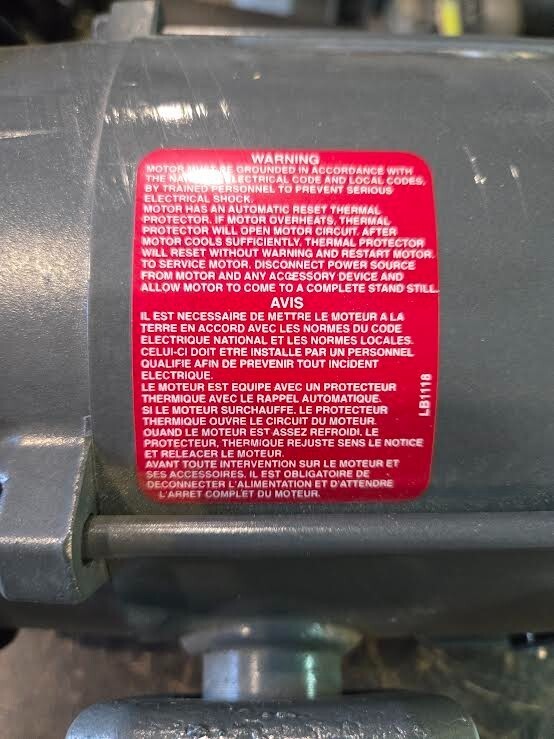 WARNING
MOTOR MUST BE GROUNDED IN ACCORDANCE WITH
THE NATIONAL ELECTRICAL CODE AND LOCAL CODES,
BY TRAINED PERSONNEL TO PREVENT SERIOUS
ELECTRICAL SHOCK.
MOTOR HAS AN AUTOMATIC RESET THERMAL
PROTECTOR. IF MOTOR OVERHEATS, THERMAL
PROTECTOR WILL OPEN MOTOR CIRCUIT. AFTER
MOTOR COOLS SUFFICIENTLY, THERMAL PROTECTOR
WILL RESET WITHOUT WARNING AND RESTART MOTOR.
TO SERVICE MOTOR, DISCONNECT POWER SOURCE
FROM MOTOR AND ANY ACCESSORY DEVICE AND
ALLOW MOTOR TO COME TO A COMPLETE STAND STILL.
AVIS
IL EST NECESSAIRE DE METTRE LE MOTEUR A LA
TERRE EN ACCORD AVEC LES NORMES DU CODE
ELECTRIQUE NATIONAL ET LES NORMES LOCALES.
CELUI-CI DOIT ETRE INSTALLE PAR UN PERSONNEL
QUALIFIE AFIN DE PREVENIR TOUT INCIDENT
ELECTRIQUE.
LE MOTEUR EST EQUIPE AVEC UN PROTECTEUR
THERMIQUE AVEC LE RAPPEL AUTOMATIQUE.
SI LE MOTEUR SURCHAUFFE. LE PROTECTEUR
THERMIQUE OUVRE LE CIRCUIT DU MOTEUR.
QUAND LE MOTEUR EST ASSEZ REFROIDI. LE
PROTECTEUR, THERMIQUE REJUSTE SENS LE NOTICE
ET RELEACER LE MOTEUR.
AVANT TOUTE INTERVENTION SUR LE MOTEUR ET
SES ACCESSOIRES. IL EST OBLIGATOIRE DE
DECONNECTER L'ALIMENTATION ET D'ATTENDRE
L'ARRET COMPLET DU MOTEUR.
LB1118